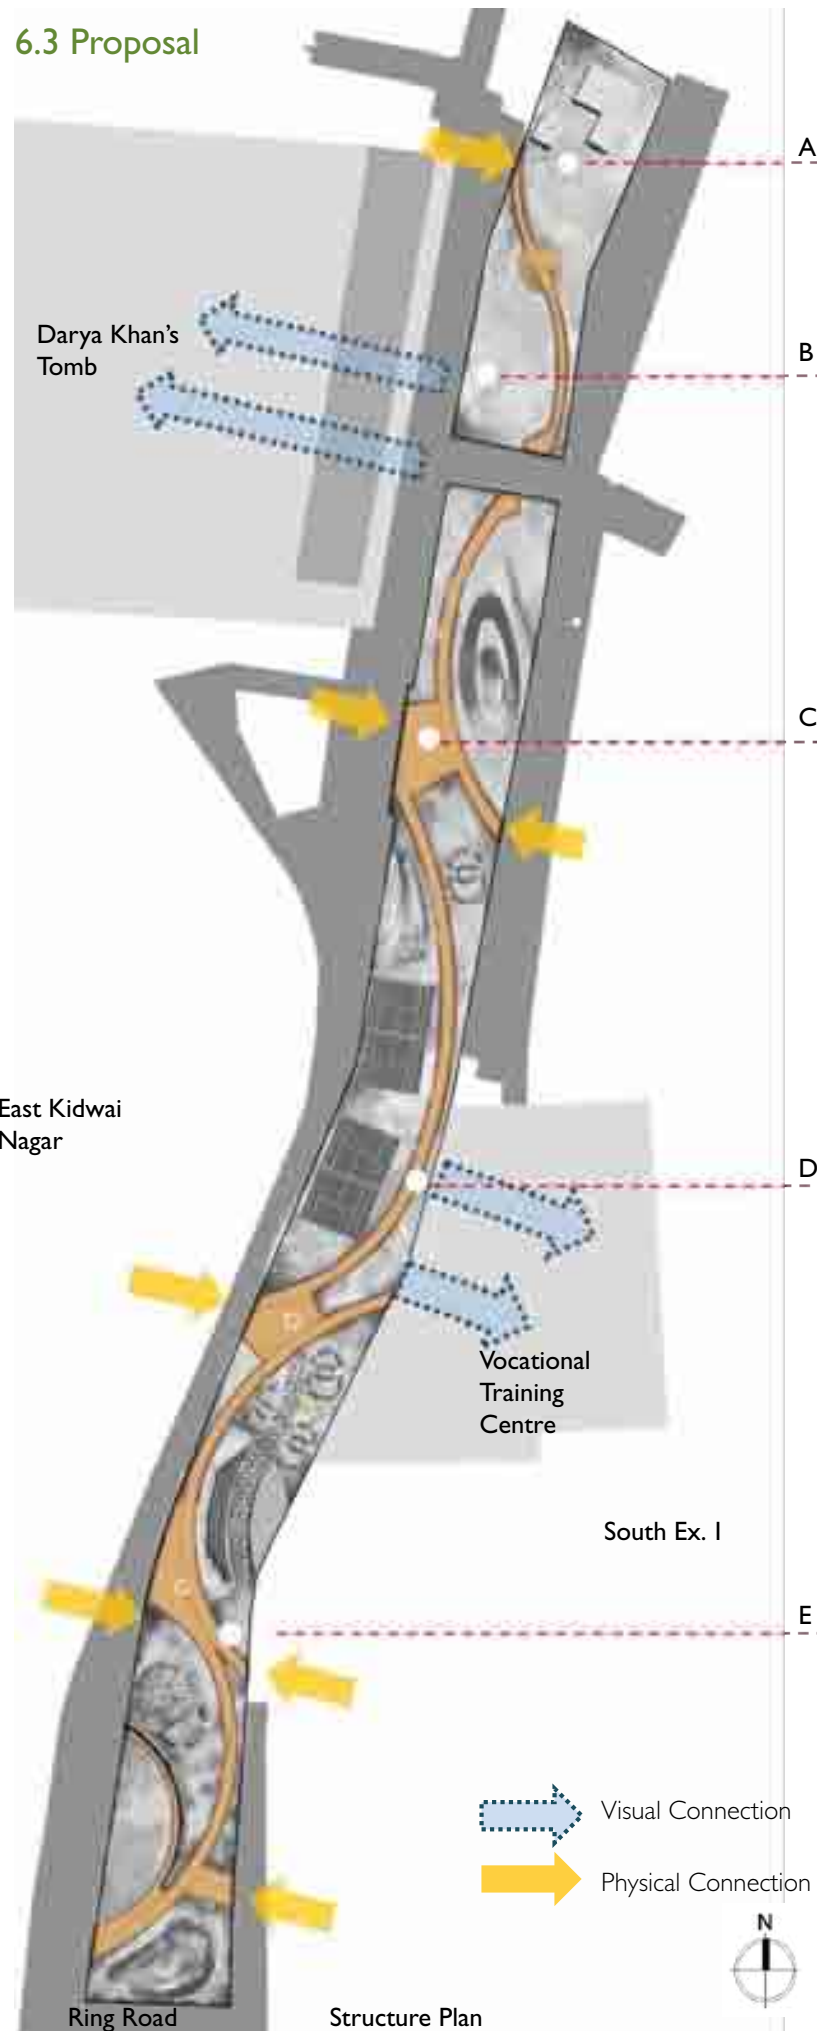 6.3 Proposal
A
Darya Khan's
Tomb
B
C
East Kidwai
Nagar
D
Vocational
Training
Centre
South Ex. I
E
Visual Connection
Physical Connection
N
Ring Road
Structure Plan